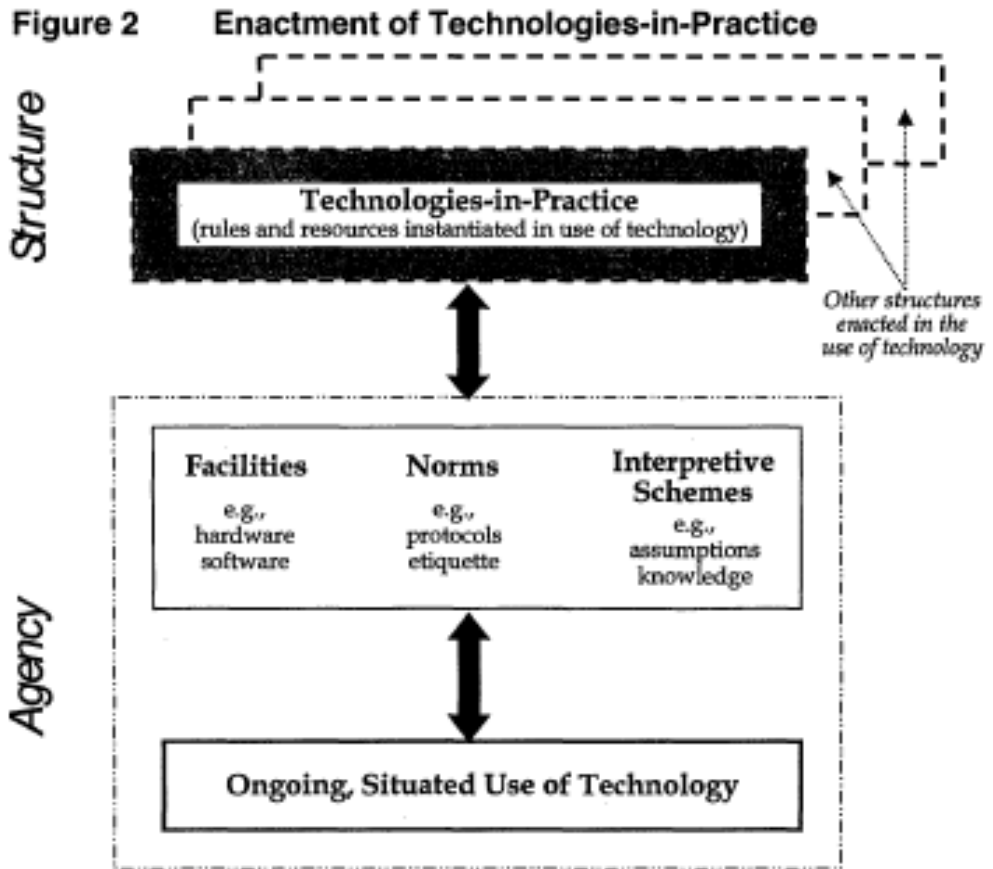 Figure 2 Enactment of Technologies-in-Practice
Structure
Technologies-in-Practice
(rules and resources instantiated in use of technology)
Other structures
enacted in the
use of technology
Agency
Facilities
e.g.,
hardware
software
Norms
e.g.,
protocols
etiquette
Interpretive
Schemes
e.g.,
assumptions
knowledge
Ongoing, Situated Use of Technology